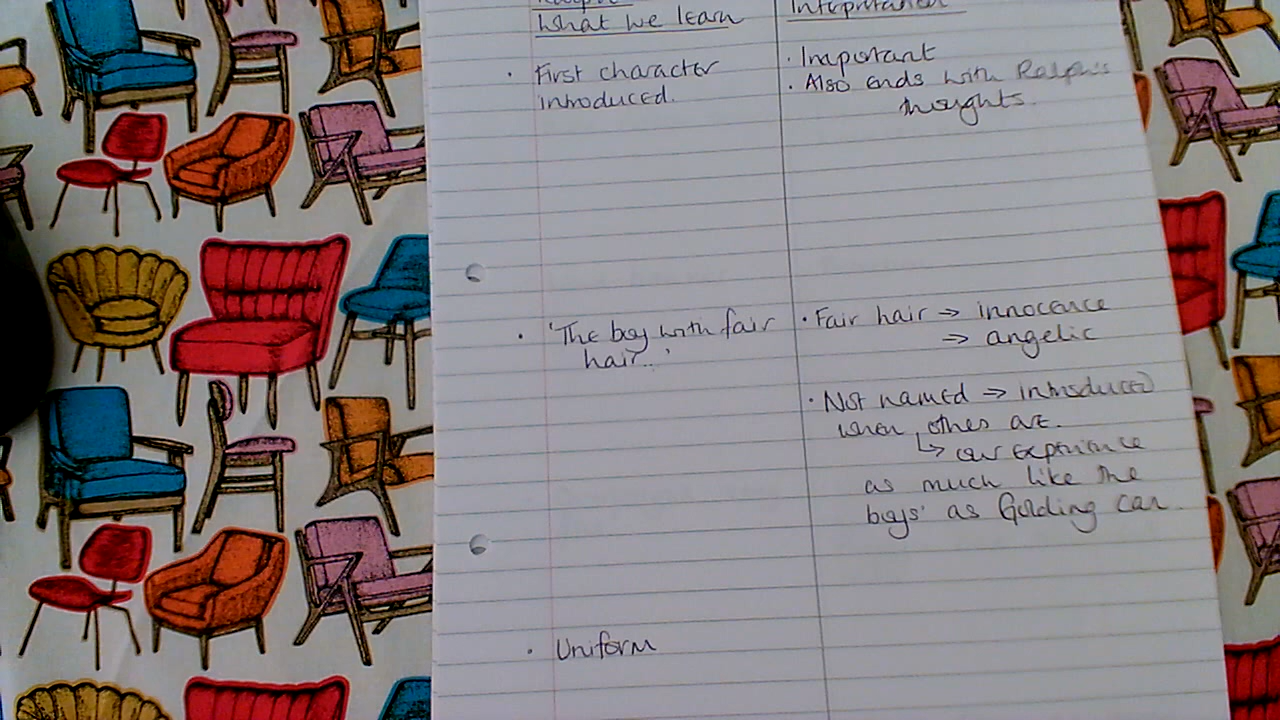 What we learn
Interpretation
· First character
introduced.
· Important
· Also ends with Ralph's
thoughts.
· 'The boy with fair
hair..'
· Fair hair → innocence
→ angelic
· Not named → introduced
when others are.
↳ our experience
as much like the
boys' as Golding can.
· Uniform